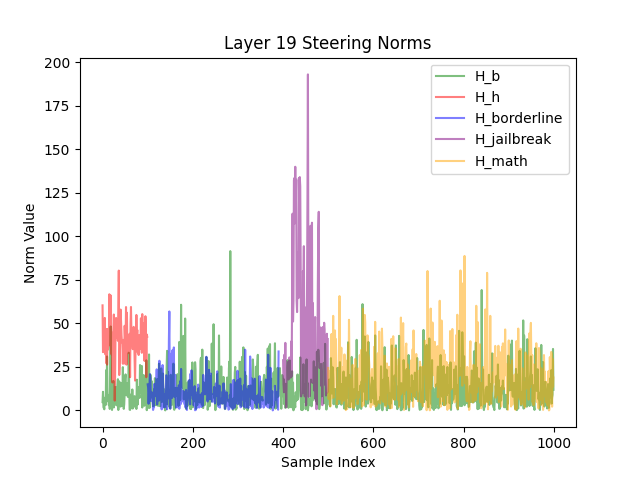 Layer 19 Steering Norms
200
175
150
125
100
75
50
25
0
Norm Value
H_b
H_h
H_borderline
H_jailbreak
H_math
0
200
400
600
800
1000
Sample Index